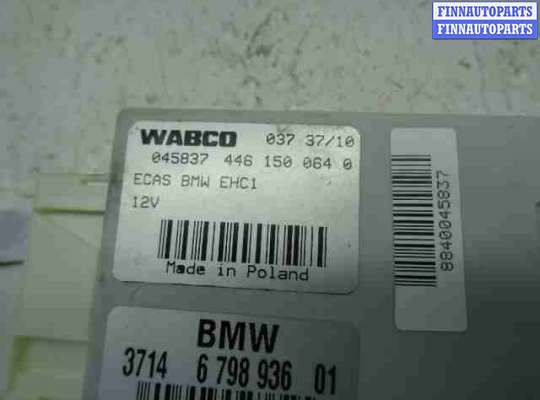 FINNAUTOPARTS
FINNAUTOPARTS
WABCO 037 37/10
045837 446 150 064 0
ECAS BMW EHC1
12V
Made in Poland
8840045837
BMW
3714 6 798 936 01